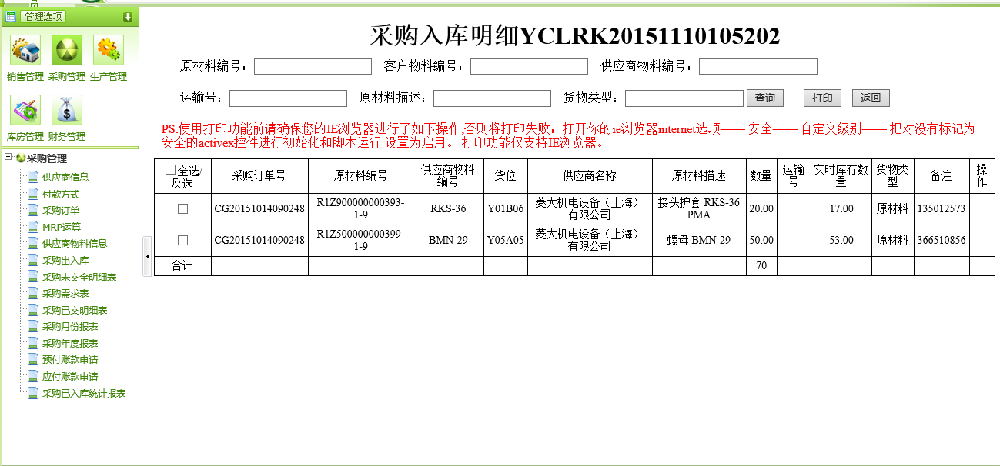 管理选项
销售管理 采购管理 生产管理
库房管理 财务管理
采购管理
供应商信息
付款方式
采购订单
MRP运算
供应商物料信息
采购出入库
采购未交全明细表
采购需求表
采购已交明细表
采购月份报表
采购年度报表
预付账款申请
应付账款申请
采购已入库统计报表
采购入库明细YCLRK20151110105202
原材料编号： 客户物料编号： 供应商物料编号：
运输号： 原材料描述： 货物类型： 查询 打印 返回
PS:使用打印功能前请确保您的IE浏览器进行了如下操作,否则将打印失败：打开你的ie浏览器internet选项—— 安全—— 自定义级别—— 把对没有标记为
安全的activex控件进行初始化和脚本运行 设置为启用。 打印功能仅支持IE浏览器。
全选/反选 采购订单号 原材料编号 供应商物料编号 货位 供应商名称 原材料描述 数量 运输号 实时库存数量 货物类型 备注 操作
CG20151014090248 R1Z900000000393-1-9 RKS-36 Y01B06 菱大机电设备（上海）有限公司 接头护套 RKS-36 PMA 20.00 17.00 原材料 135012573
CG20151014090248 R1Z500000000399-1-9 BMN-29 Y05A05 菱大机电设备（上海）有限公司 螺母 BMN-29 50.00 53.00 原材料 366510856
合计 70